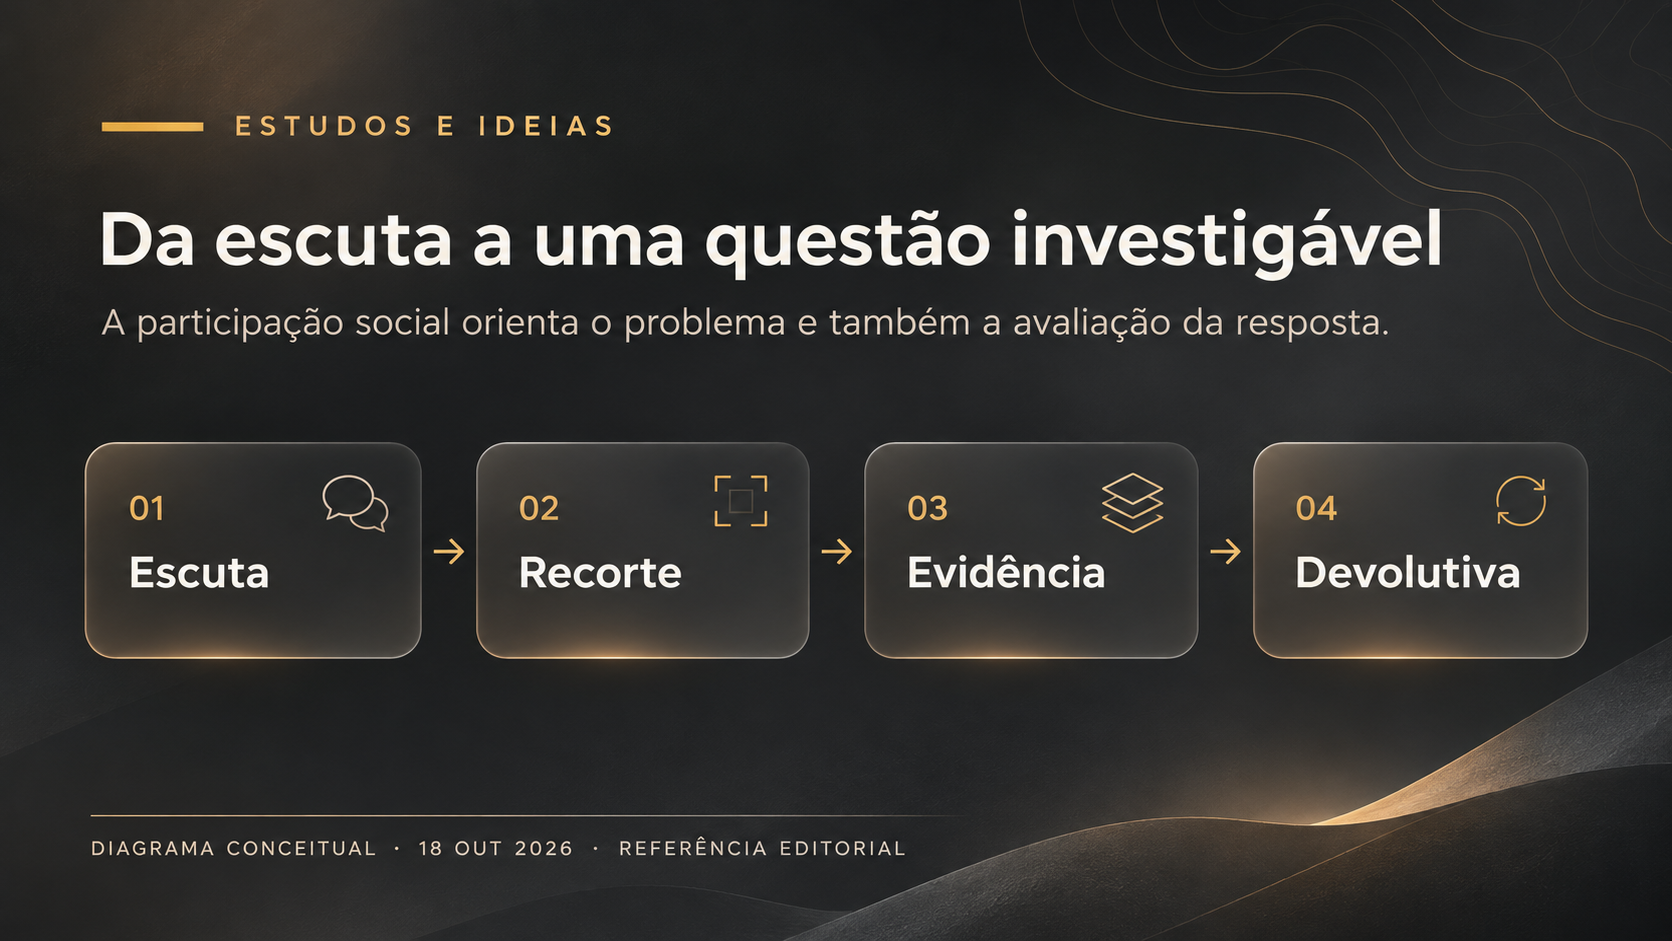 ESTUDOS E IDEIAS
Da escuta a uma questão investigável
A participação social orienta o problema e também a avaliação da resposta.
01
Escuta
02
Recorte
03
Evidência
04
Devolutiva
DIAGRAMA CONCEITUAL · 18 OUT 2026 · REFERÊNCIA EDITORIAL